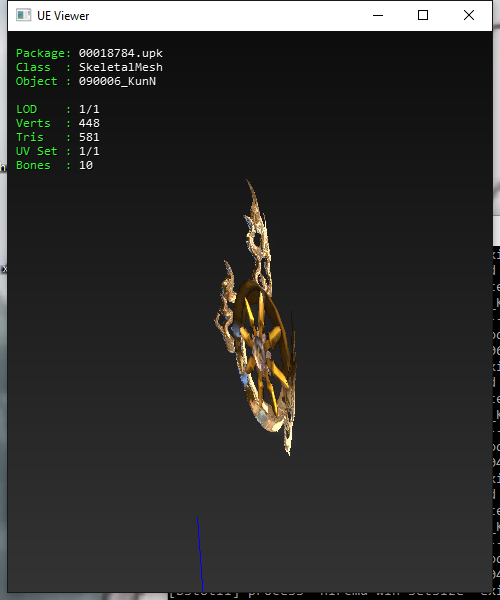 UE Viewer
Package: 00018784.upk
Class : SkeletalMesh
Object : 090006_KunN
LOD : 1/1
Verts : 448
Tris : 581
UV Set : 1/1
Bones : 10